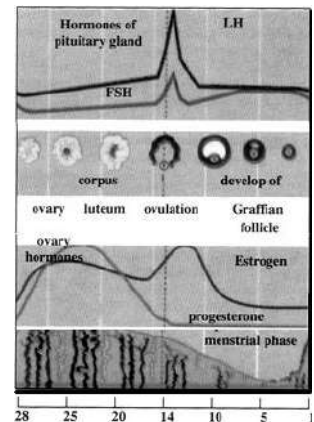 Hormones of LH
pituitary gland
FSH
corpus develop of
ovary luteum ovulation Graffian
follicle
ovary
hormones Estrogen
progesterone
menstrial phase
28 25 20 14 10 5 1